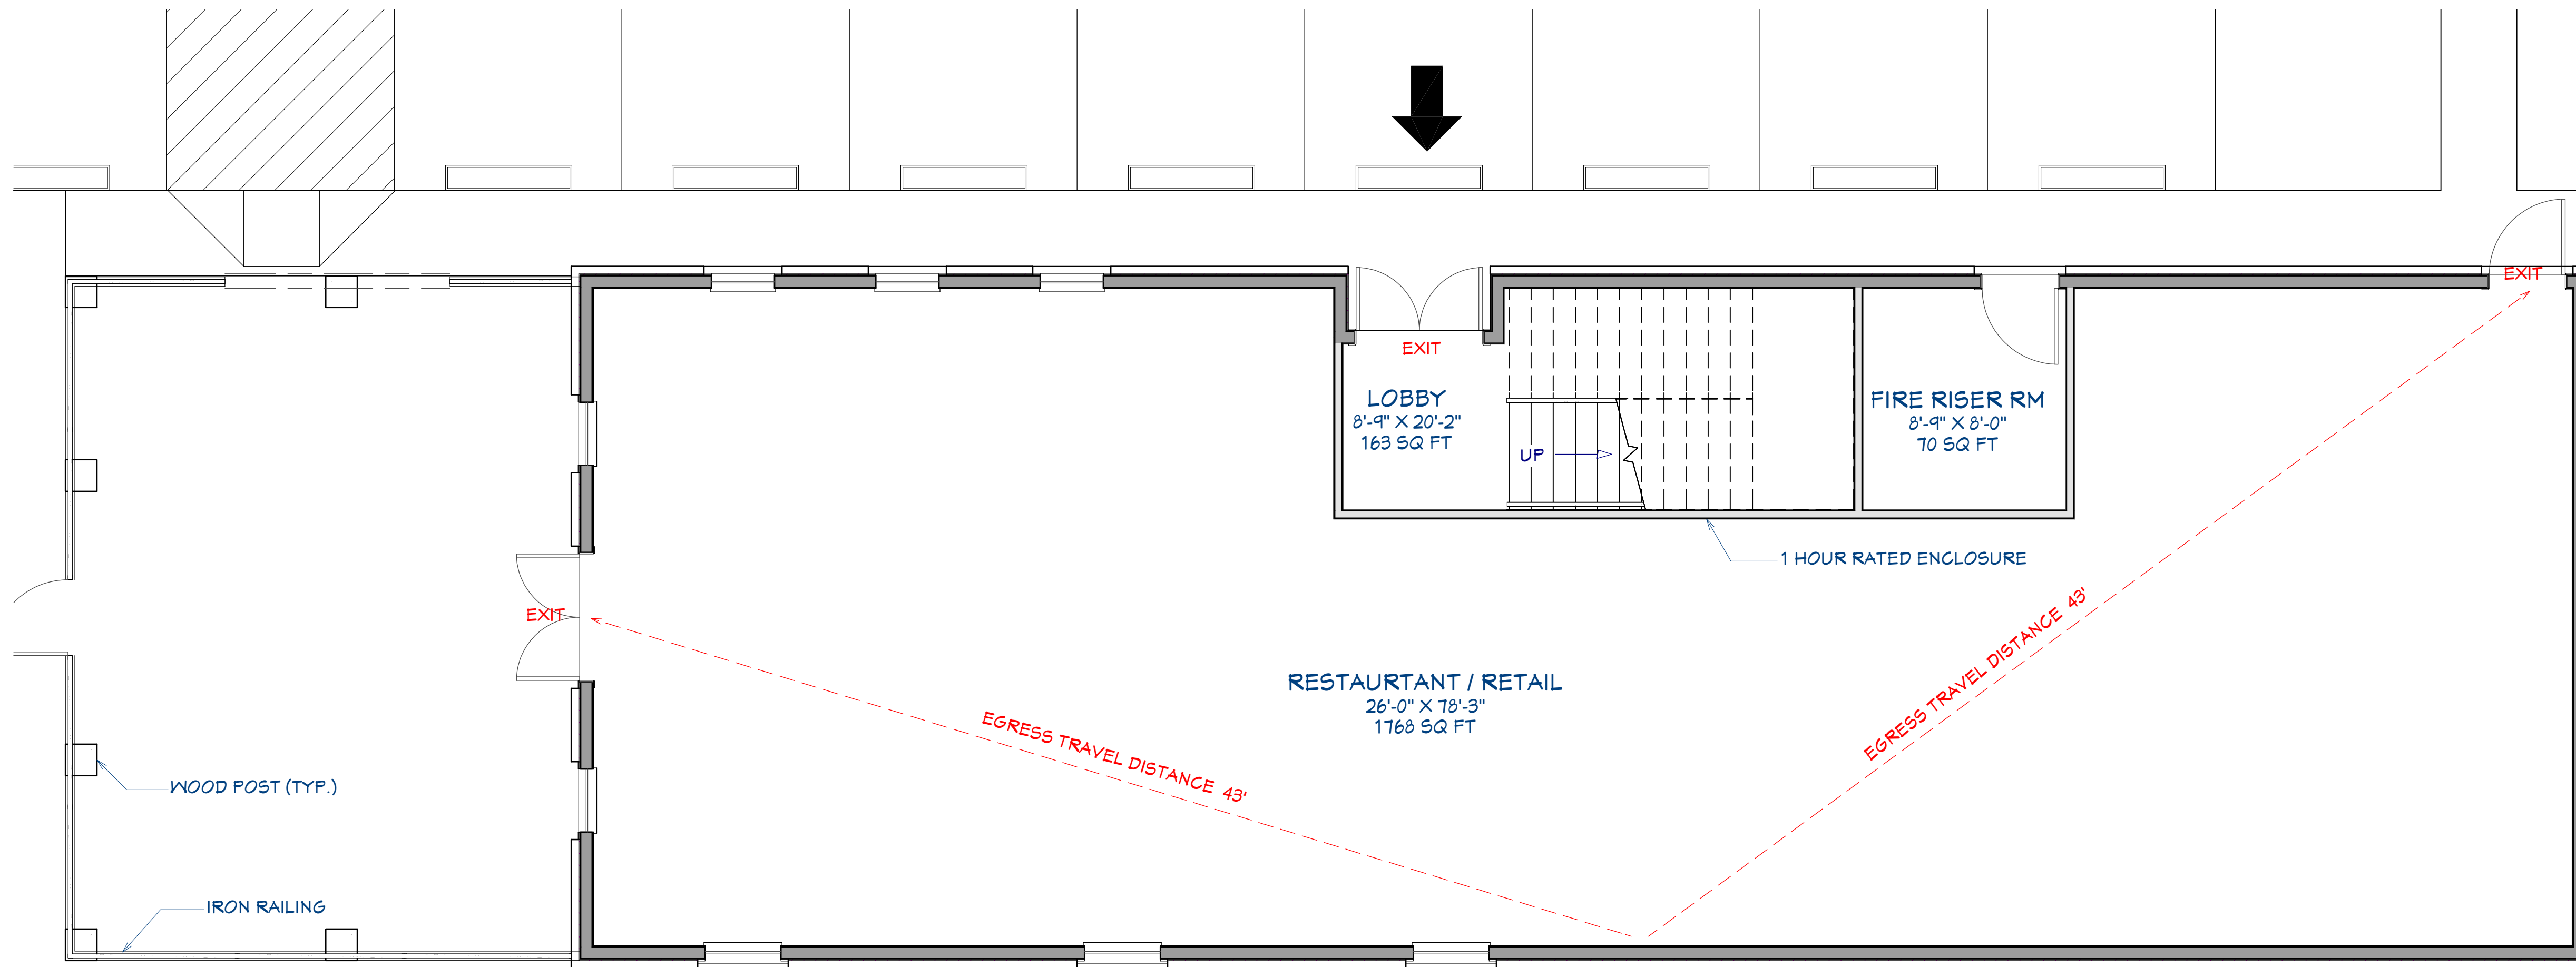 EXIT
EXIT
LOBBY
8'-9" X 20'-2"
163 SQ FT
UP
FIRE RISER RM
8'-9" X 8'-0"
70 SQ FT
1 HOUR RATED ENCLOSURE
EXIT
RESTAURTANT / RETAIL
26'-0" X 78'-3"
1768 SQ FT
EGRESS TRAVEL DISTANCE 43'
EGRESS TRAVEL DISTANCE 43'
WOOD POST (TYP.)
IRON RAILING